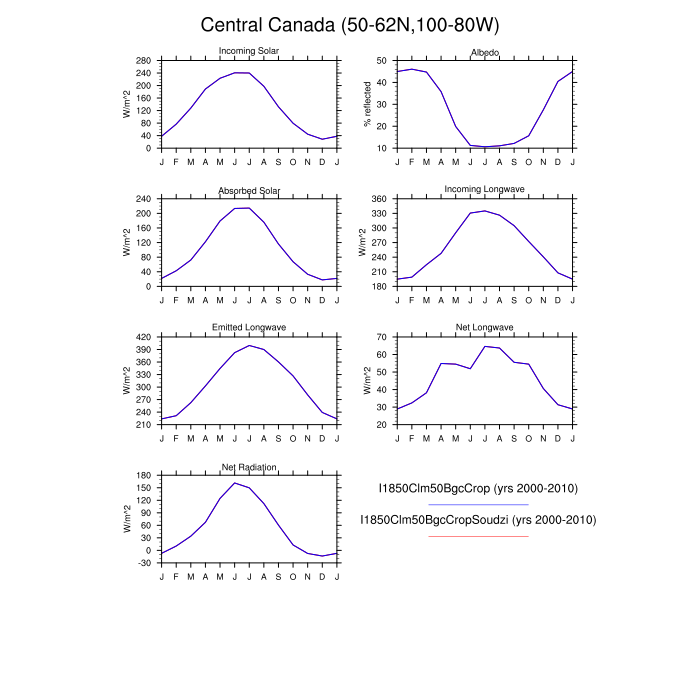 Central Canada (50-62N,100-80W)
Incoming Solar
W/m^2
280
240
200
160
120
80
40
0
J F M A M J J A S O N D J
Albedo
% reflected
50
40
30
20
10
J F M A M J J A S O N D J
Absorbed Solar
W/m^2
240
200
160
120
80
40
0
J F M A M J J A S O N D J
Incoming Longwave
W/m^2
360
330
300
270
240
210
180
J F M A M J J A S O N D J
Emitted Longwave
W/m^2
420
390
360
330
300
270
240
210
J F M A M J J A S O N D J
Net Longwave
W/m^2
70
60
50
40
30
20
J F M A M J J A S O N D J
Net Radiation
W/m^2
180
150
120
90
60
30
0
-30
J F M A M J J A S O N D J
I1850Clm50BgcCrop (yrs 2000-2010)
I1850Clm50BgcCropSoudzi (yrs 2000-2010)